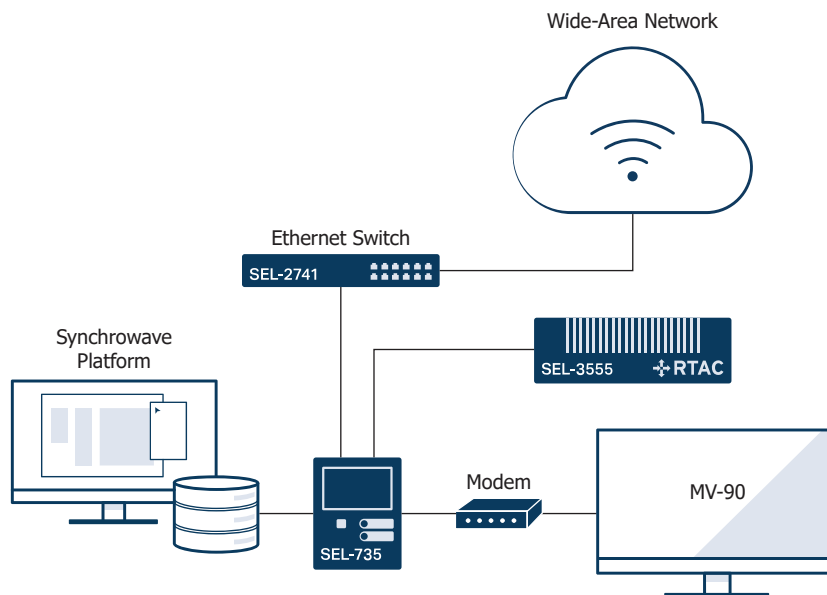 Wide-Area Network
Ethernet Switch
SEL-2741
Synchrowave
Platform
SEL-3555
RTAC
Modem
MV-90
SEL-735